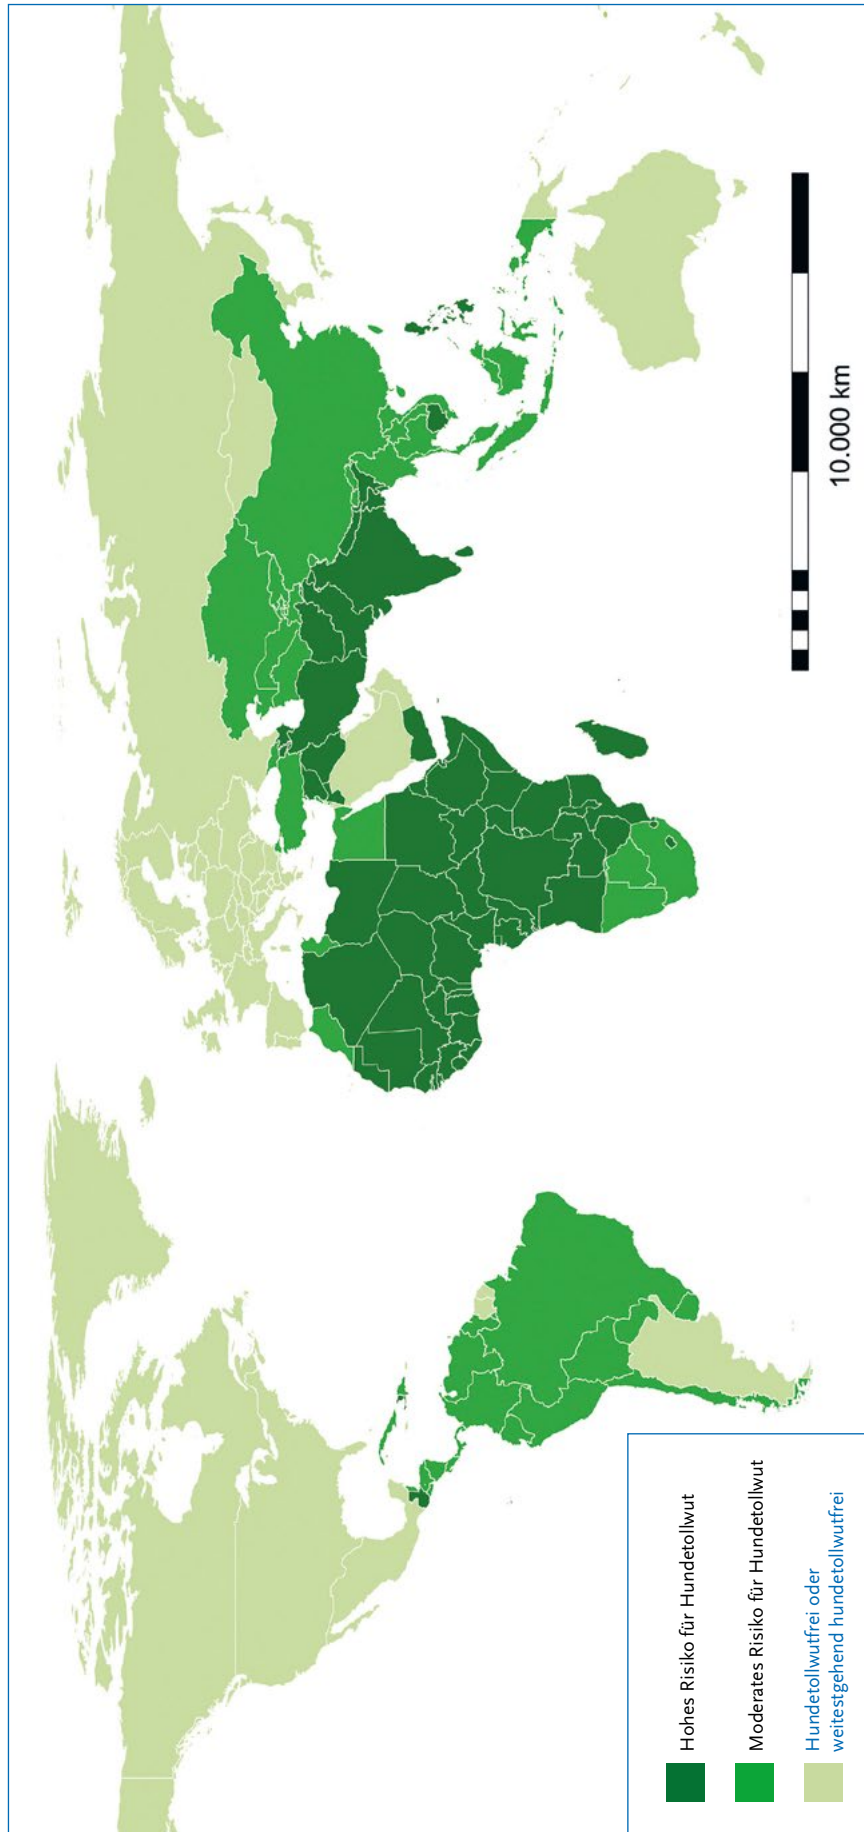 Hohes Risiko für Hundetollwut
Moderates Risiko für Hundetollwut
Hundetollwutfrei oder
weitestgehend hundetollwutfrei
10.000 km